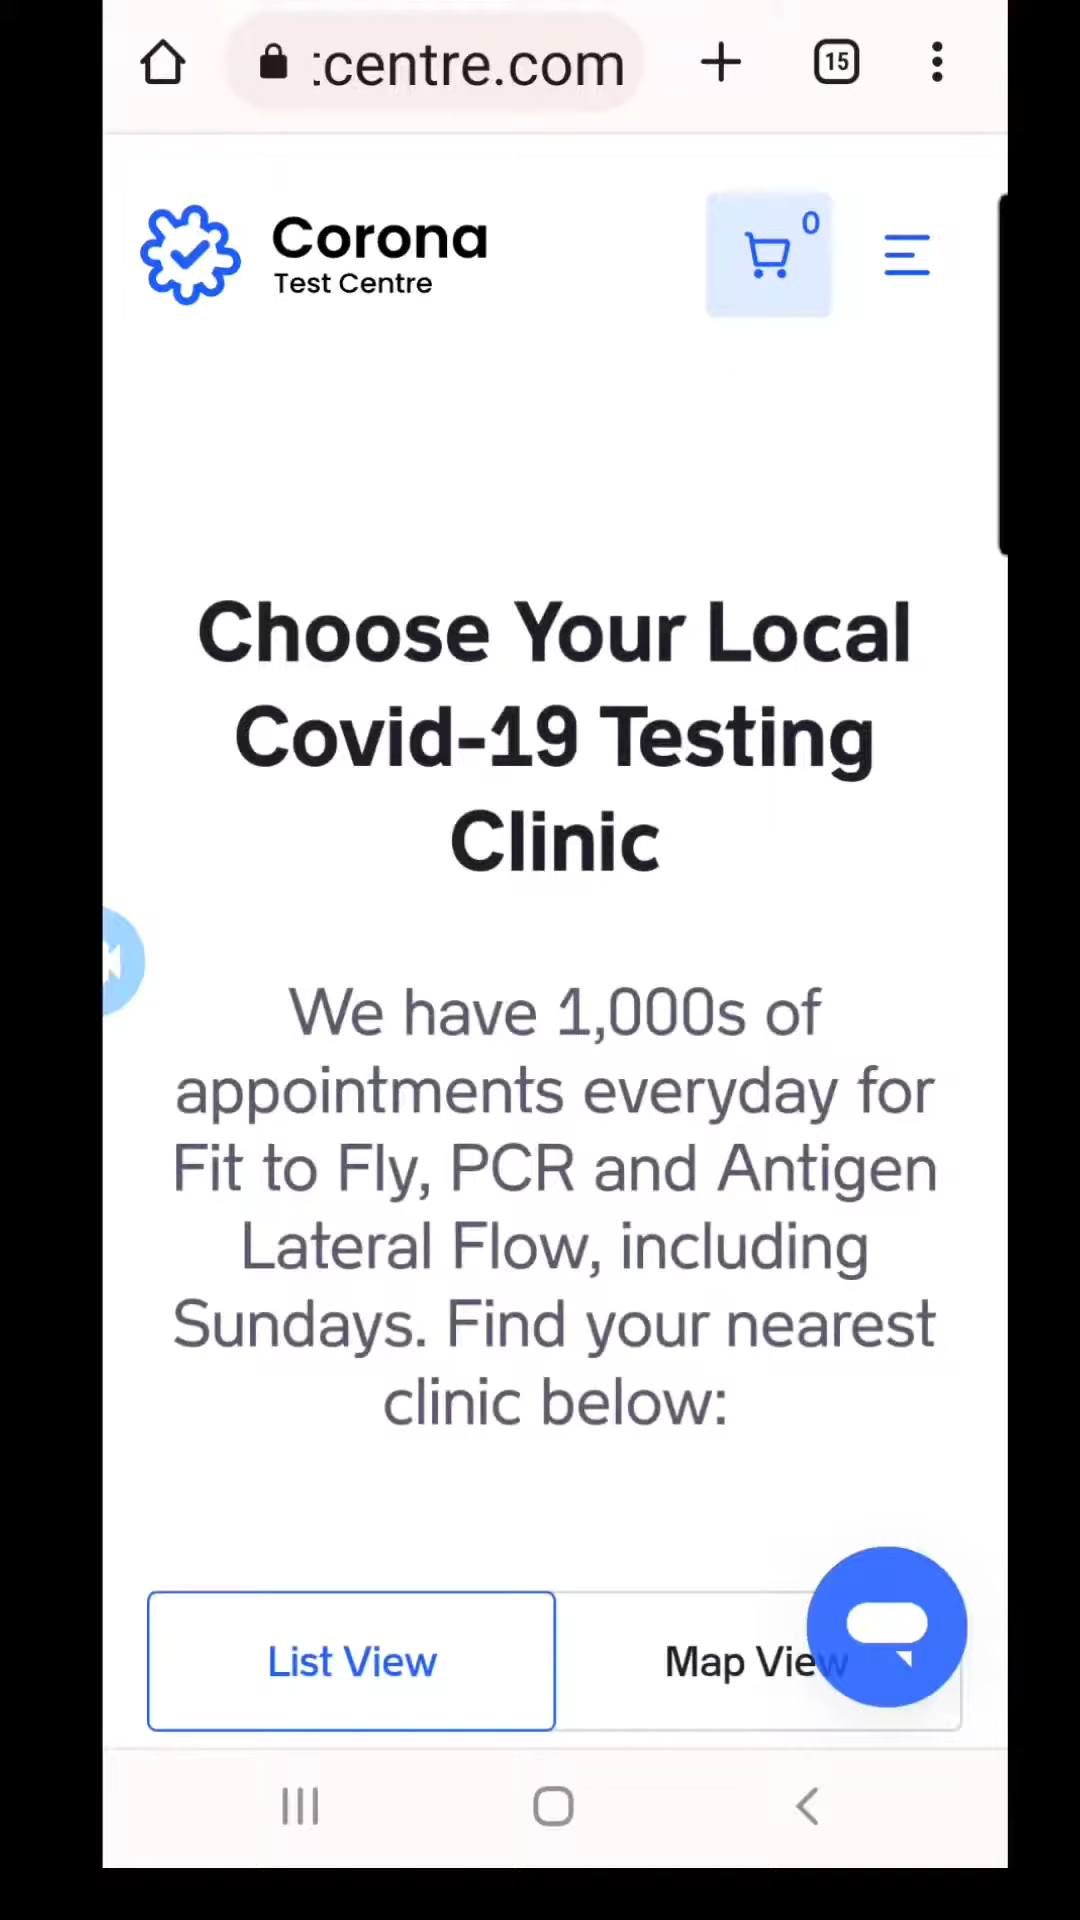 :centre.com
15
Corona
Test Centre
0
Choose Your Local
Covid-19 Testing
Clinic
We have 1,000s of
appointments everyday for
Fit to Fly, PCR and Antigen
Lateral Flow, including
Sundays. Find your nearest
clinic below:
List View
Map View